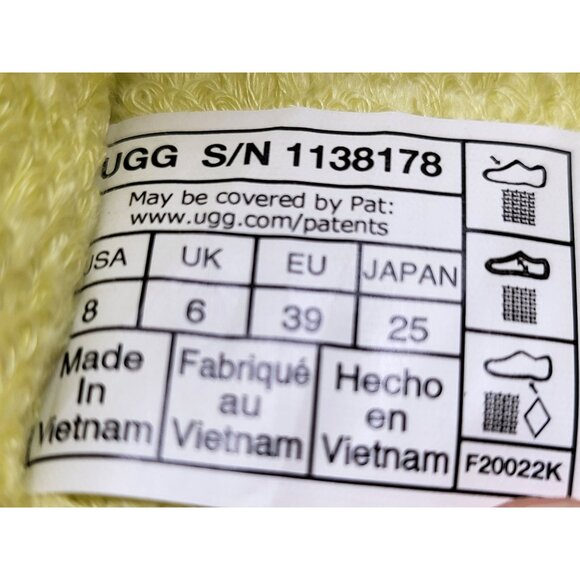 UGG S/N 1138178
May be covered by Pat:
www.ugg.com/patents
USA UK EU JAPAN
8 6 39 25
Made
In
Vietnam
Fabriqué
au
Vietnam
Hecho
en
Vietnam
F20022K